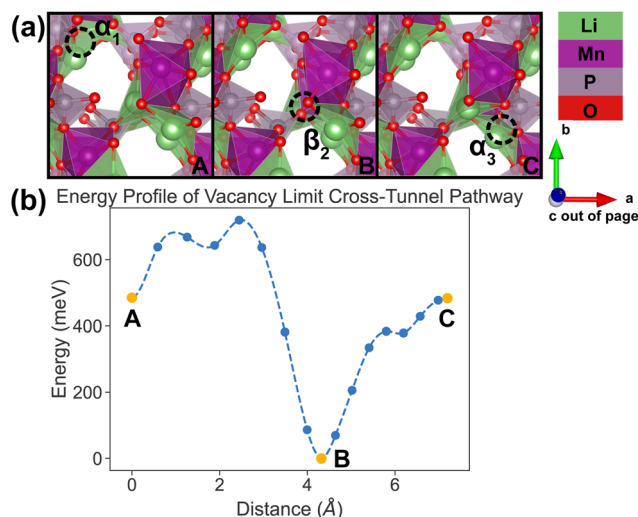 (a)
α1
A
β2
B
α3
C
Li
Mn
P
O
b
a
c out of page
(b) Energy Profile of Vacancy Limit Cross-Tunnel Pathway
Energy (meV)
600
400
200
0
A
B
C
0 2 4 6
Distance (Å)